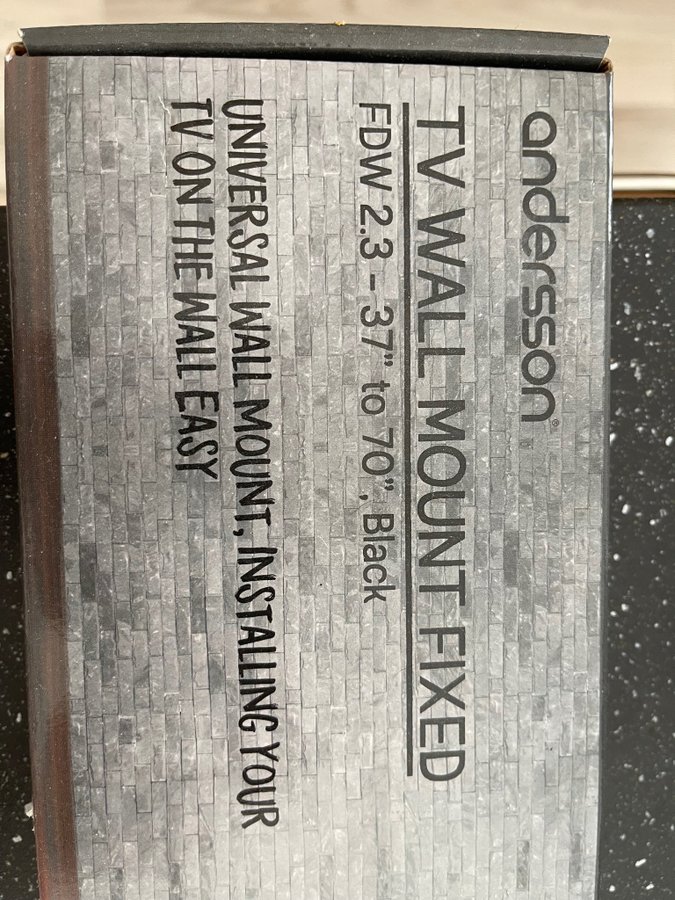 andersson®
TV WALL MOUNT FIXED
FDW 2.3 – 37” to 70”, Black
UNIVERSAL WALL MOUNT, INSTALLING YOUR
TV ON THE WALL EASY